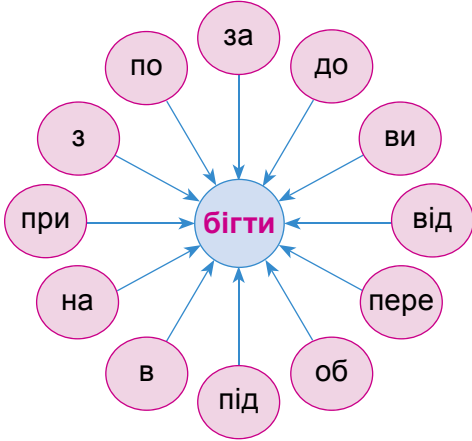 за
до
ви
від
пере
об
під
в
на
при
з
по
бігти